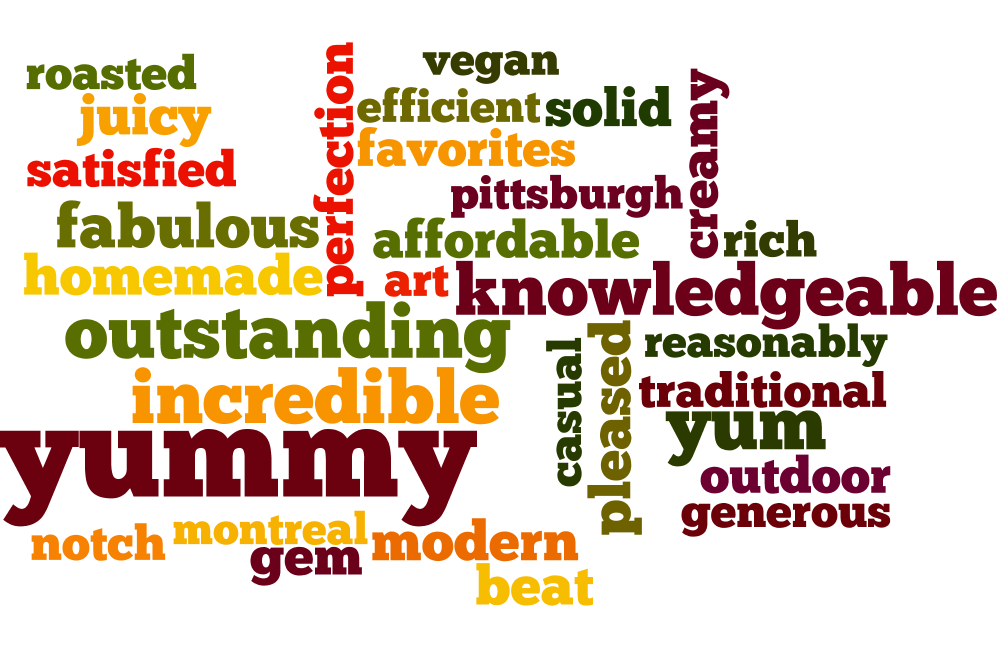 roasted
juicy
satisfied
fabulous
homemade
perfection
vegan
efficient
solid
favorites
pittsburgh
creamy
affordable
rich
art
knowledgeable
outstanding
incredible
casual
pleased
reasonably
traditional
yum
yummy
outdoor
generous
notch
montreal
gem
modern
beat